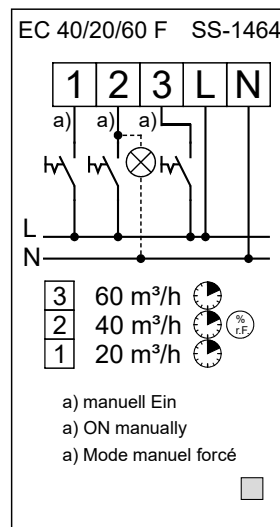 EC 40/20/60 F SS-1464
1 2 3 L N
a) a) a)
L
N
3 60 m³/h
2 40 m³/h % r.F.
1 20 m³/h
a) manuell Ein
a) ON manually
a) Mode manuel forcé